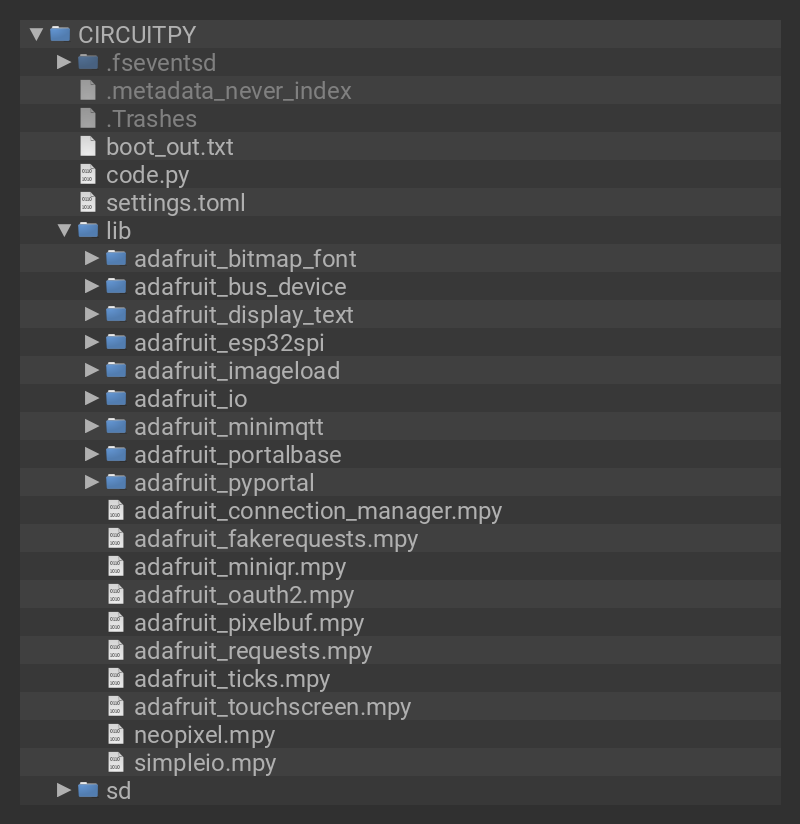 CIRCUITPY
.fseventsd
.metadata_never_index
.Trashes
boot_out.txt
code.py
settings.toml
lib
adafruit_bitmap_font
adafruit_bus_device
adafruit_display_text
adafruit_esp32spi
adafruit_imageload
adafruit_io
adafruit_minimqtt
adafruit_portalbase
adafruit_pyportal
adafruit_connection_manager.mpy
adafruit_fakerequests.mpy
adafruit_miniqr.mpy
adafruit_oauth2.mpy
adafruit_pixelbuf.mpy
adafruit_requests.mpy
adafruit_ticks.mpy
adafruit_touchscreen.mpy
neopixel.mpy
simpleio.mpy
sd